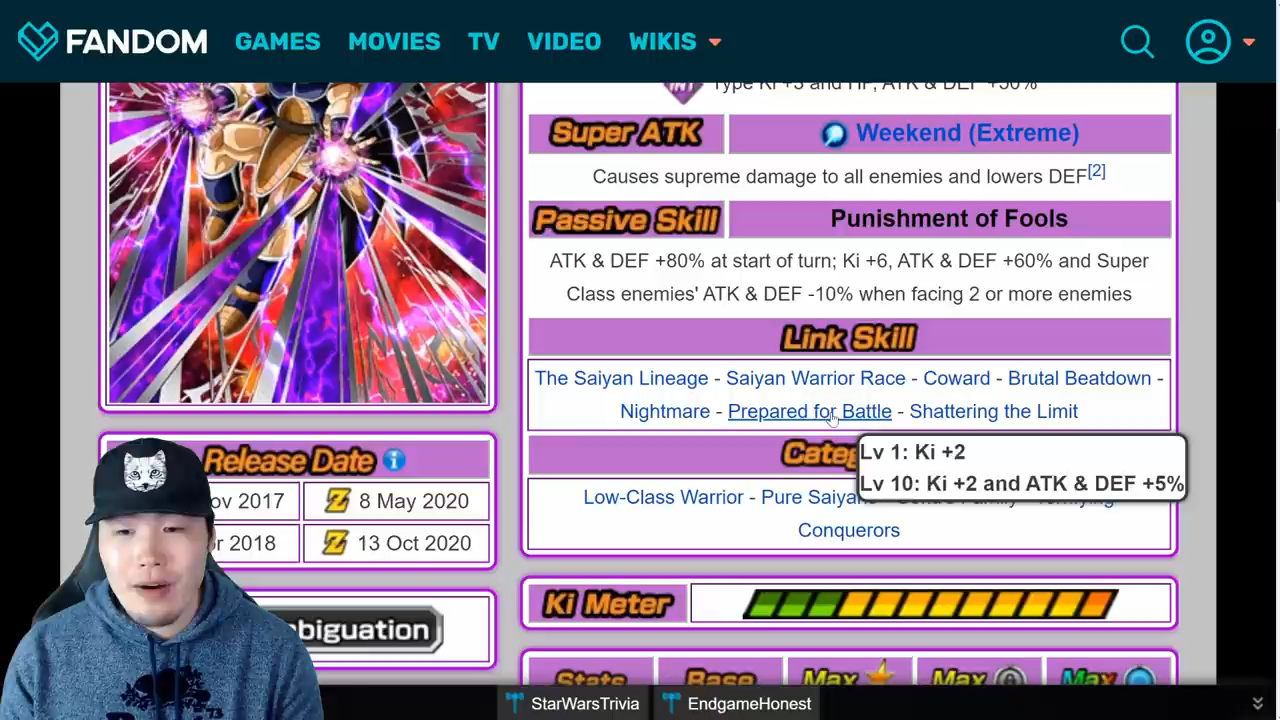 FANDOM GAMES MOVIES TV VIDEO WIKIS
INT Type Ki +3 and HP, ATK & DEF +50%
Super ATK Weekend (Extreme)
Causes supreme damage to all enemies and lowers DEF[2]
Passive Skill Punishment of Fools
ATK & DEF +80% at start of turn; Ki +6, ATK & DEF +60% and Super
Class enemies' ATK & DEF -10% when facing 2 or more enemies
Link Skill
The Saiyan Lineage - Saiyan Warrior Race - Coward - Brutal Beatdown -
Nightmare - Prepared for Battle - Shattering the Limit
Categ
Lv 1: Ki +2
Lv 10: Ki +2 and ATK & DEF +5%
Low-Class Warrior - Pure Saiyans
Conquerors
Release Date i
ov 2017 Z 8 May 2020
r 2018 Z 13 Oct 2020
Ki Meter
biguation
Stats Base Max Max Max
StarWarsTrivia EndgameHonest